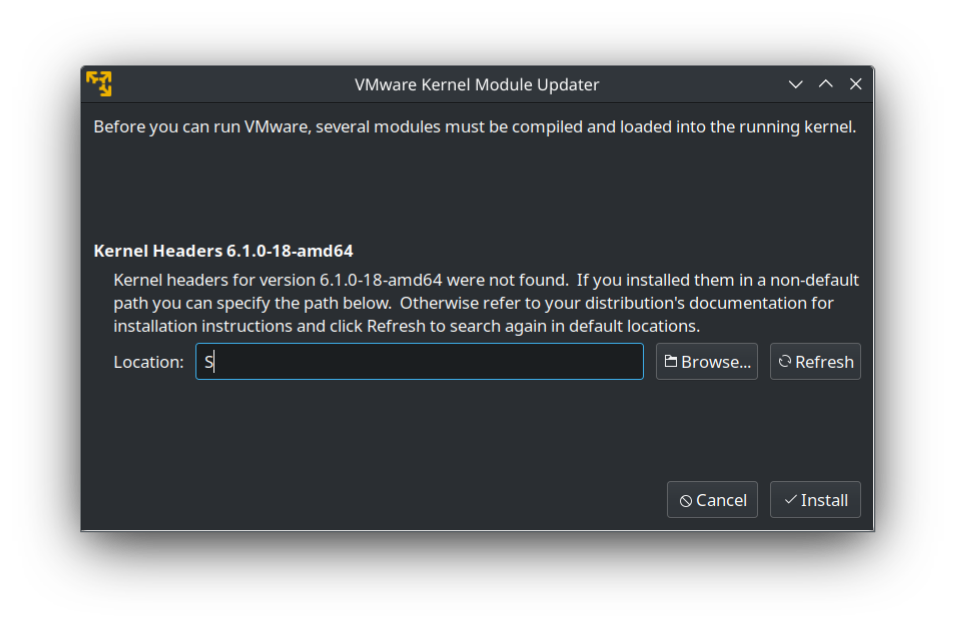 VMware Kernel Module Updater
Before you can run VMware, several modules must be compiled and loaded into the running kernel.
Kernel Headers 6.1.0-18-amd64
Kernel headers for version 6.1.0-18-amd64 were not found.  If you installed them in a non-default
path you can specify the path below.  Otherwise refer to your distribution's documentation for
installation instructions and click Refresh to search again in default locations.
Location: S Browse... Refresh
Cancel Install